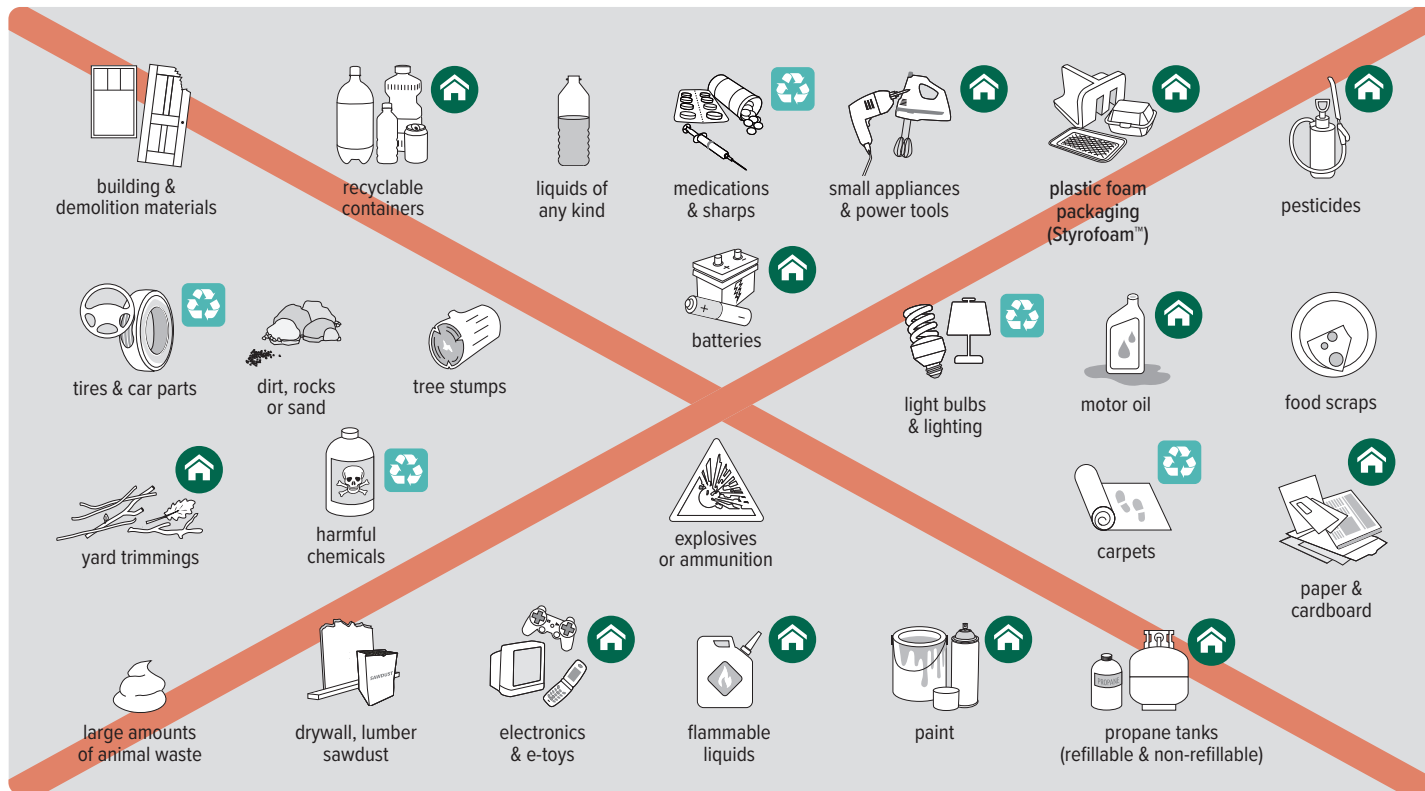 building &
demolition materials
recyclable
containers
liquids of
any kind
medications
& sharps
small appliances
& power tools
plastic foam
packaging
(Styrofoam™)
pesticides
batteries
tires & car parts
dirt, rocks
or sand
tree stumps
light bulbs
& lighting
motor oil
food scraps
yard trimmings
harmful
chemicals
explosives
or ammunition
carpets
paper &
cardboard
large amounts
of animal waste
SAWDUST
drywall, lumber
sawdust
electronics
& e-toys
flammable
liquids
paint
PROPANE
propane tanks
(refillable & non-refillable)